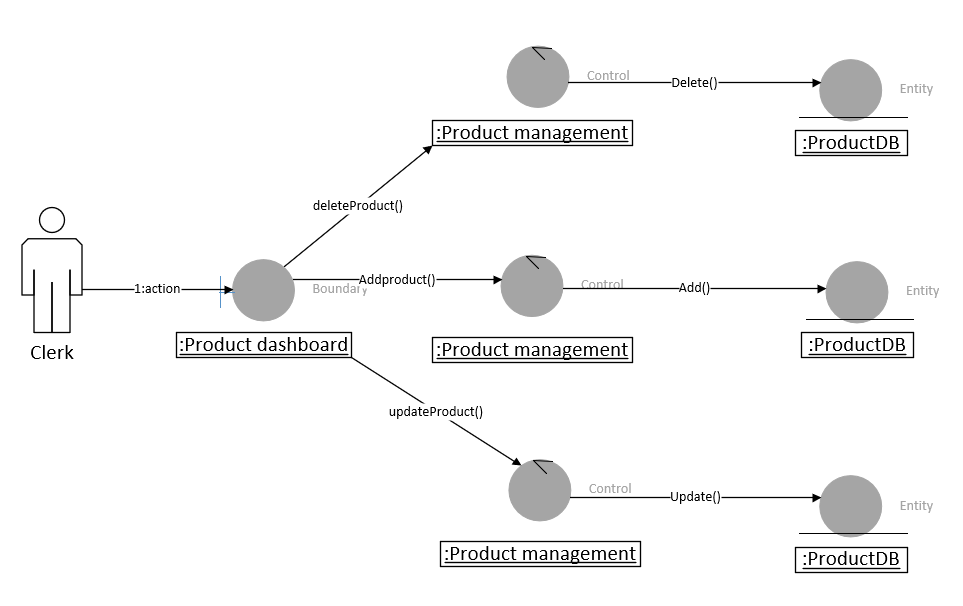 Control
Delete()
Entity
:Product management
:ProductDB
deleteProduct()
1:action
Boundary
Addproduct()
Control
Add()
Entity
:Product dashboard
:Product management
:ProductDB
Clerk
updateProduct()
Control
Update()
Entity
:Product management
:ProductDB